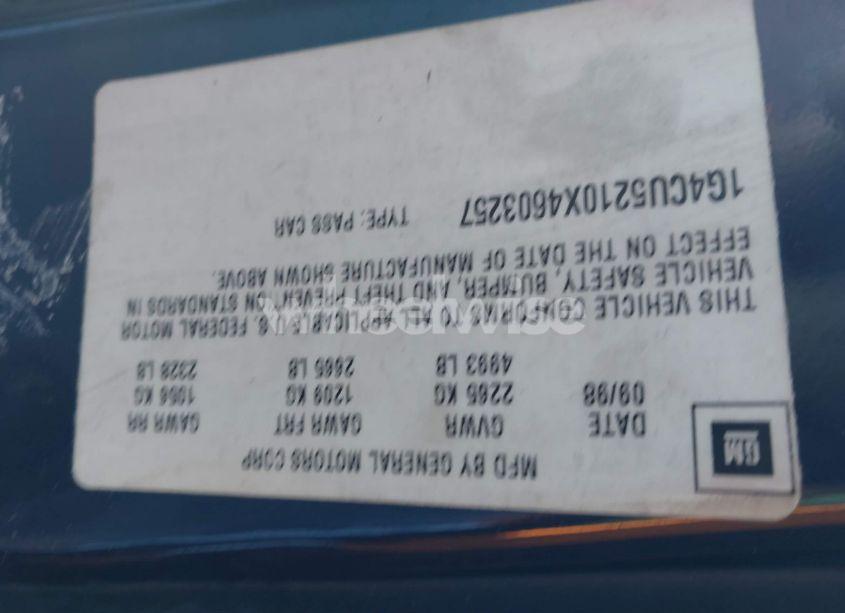 GM
MFD BY GENERAL MOTORS CORP
DATE GVWR GAWR FRT GAWR RR
09/98 2265 KG 1209 KG 1056 KG
4993 LB 2665 LB 2328 LB
THIS VEHICLE CONFORMS TO ALL APPLICABLE U.S. FEDERAL MOTOR
VEHICLE SAFETY, BUMPER, AND THEFT PREVENTION STANDARDS IN
EFFECT ON THE DATE OF MANUFACTURE SHOWN ABOVE.
1G4CU5210X4603257 TYPE: PASS CAR